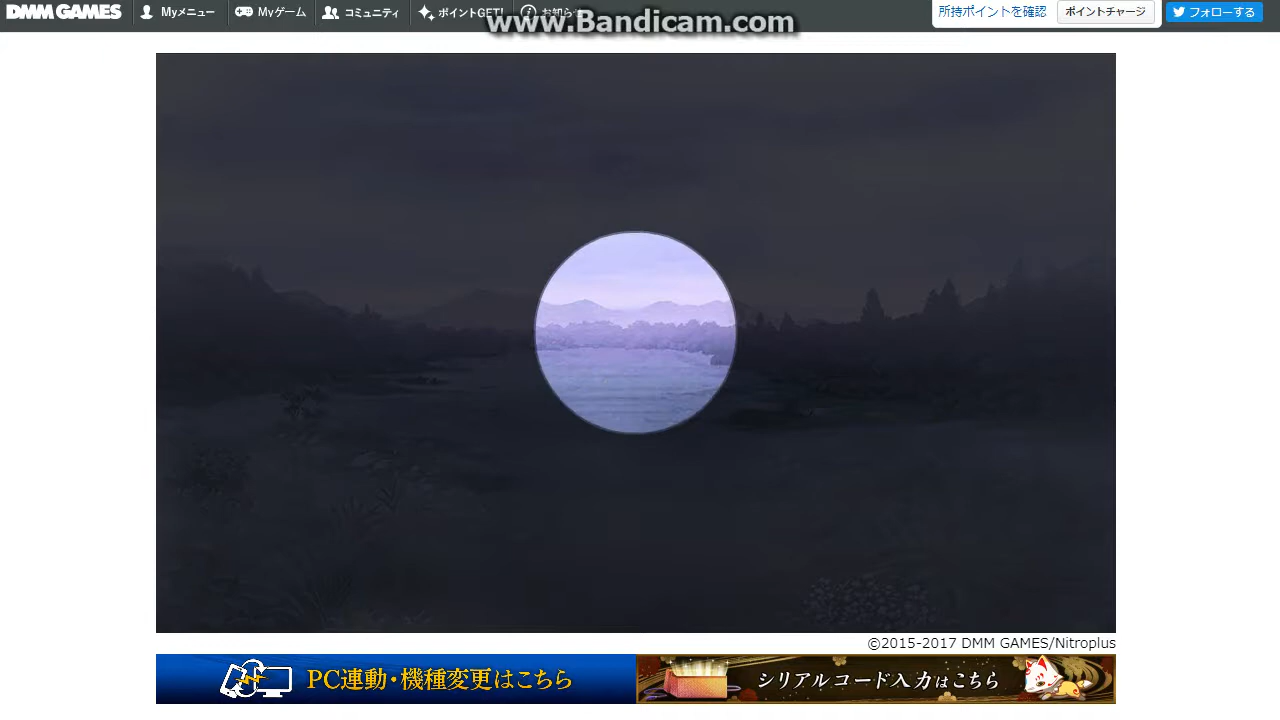 DMM GAMES Myメニュー Myゲーム コミュニティ ポイントGET! お知ら www.Bandicam.com 所持ポイントを確認 ポイントチャージ フォローする
©2015-2017 DMM GAMES/Nitroplus
PC連動・機種変更はこちら シリアルコード入力はこちら